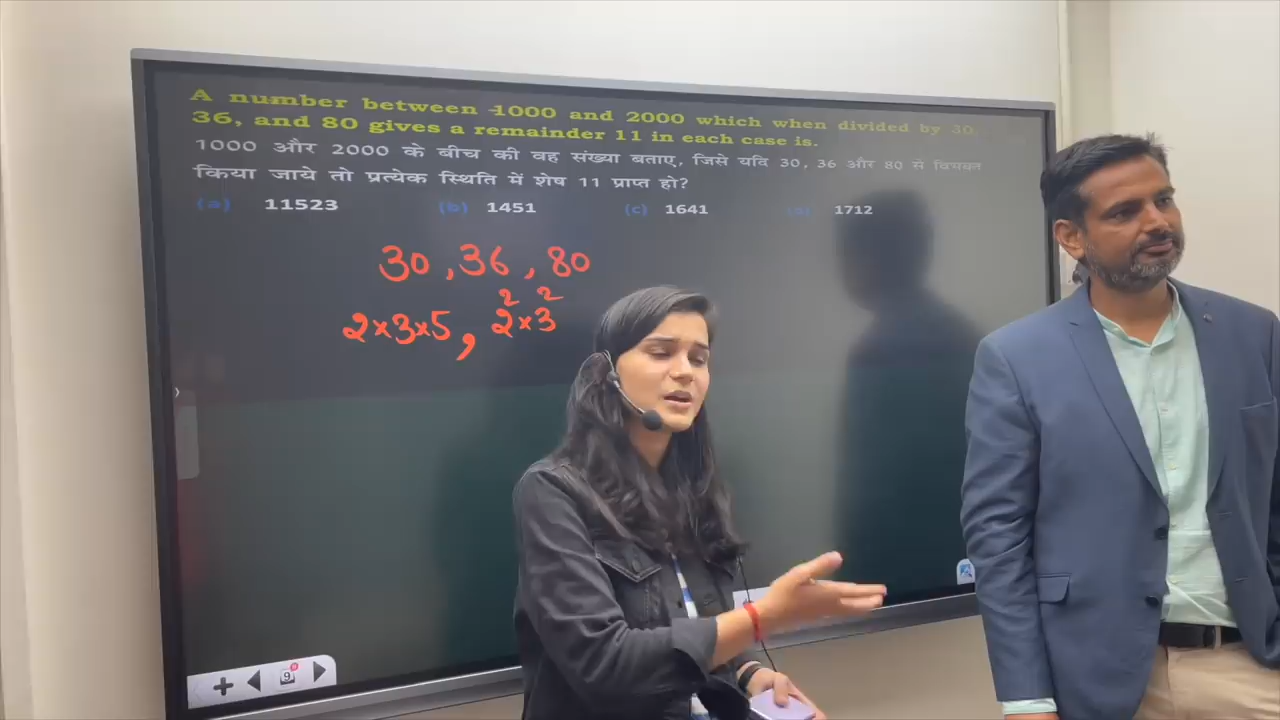 A number between 1000 and 2000 which when divided by 30,
36, and 80 gives a remainder 11 in each case is.
1000 और 2000 के बीच की वह संख्या बताए, जिसे यदि 30, 36 और 80 से विभक्त
किया जाये तो प्रत्येक स्थिति में शेष 11 प्राप्त हो?
(a) 11523 (b) 1451 (c) 1641 (d) 1712
30, 36, 80
2×3×5, 2²×3²
9